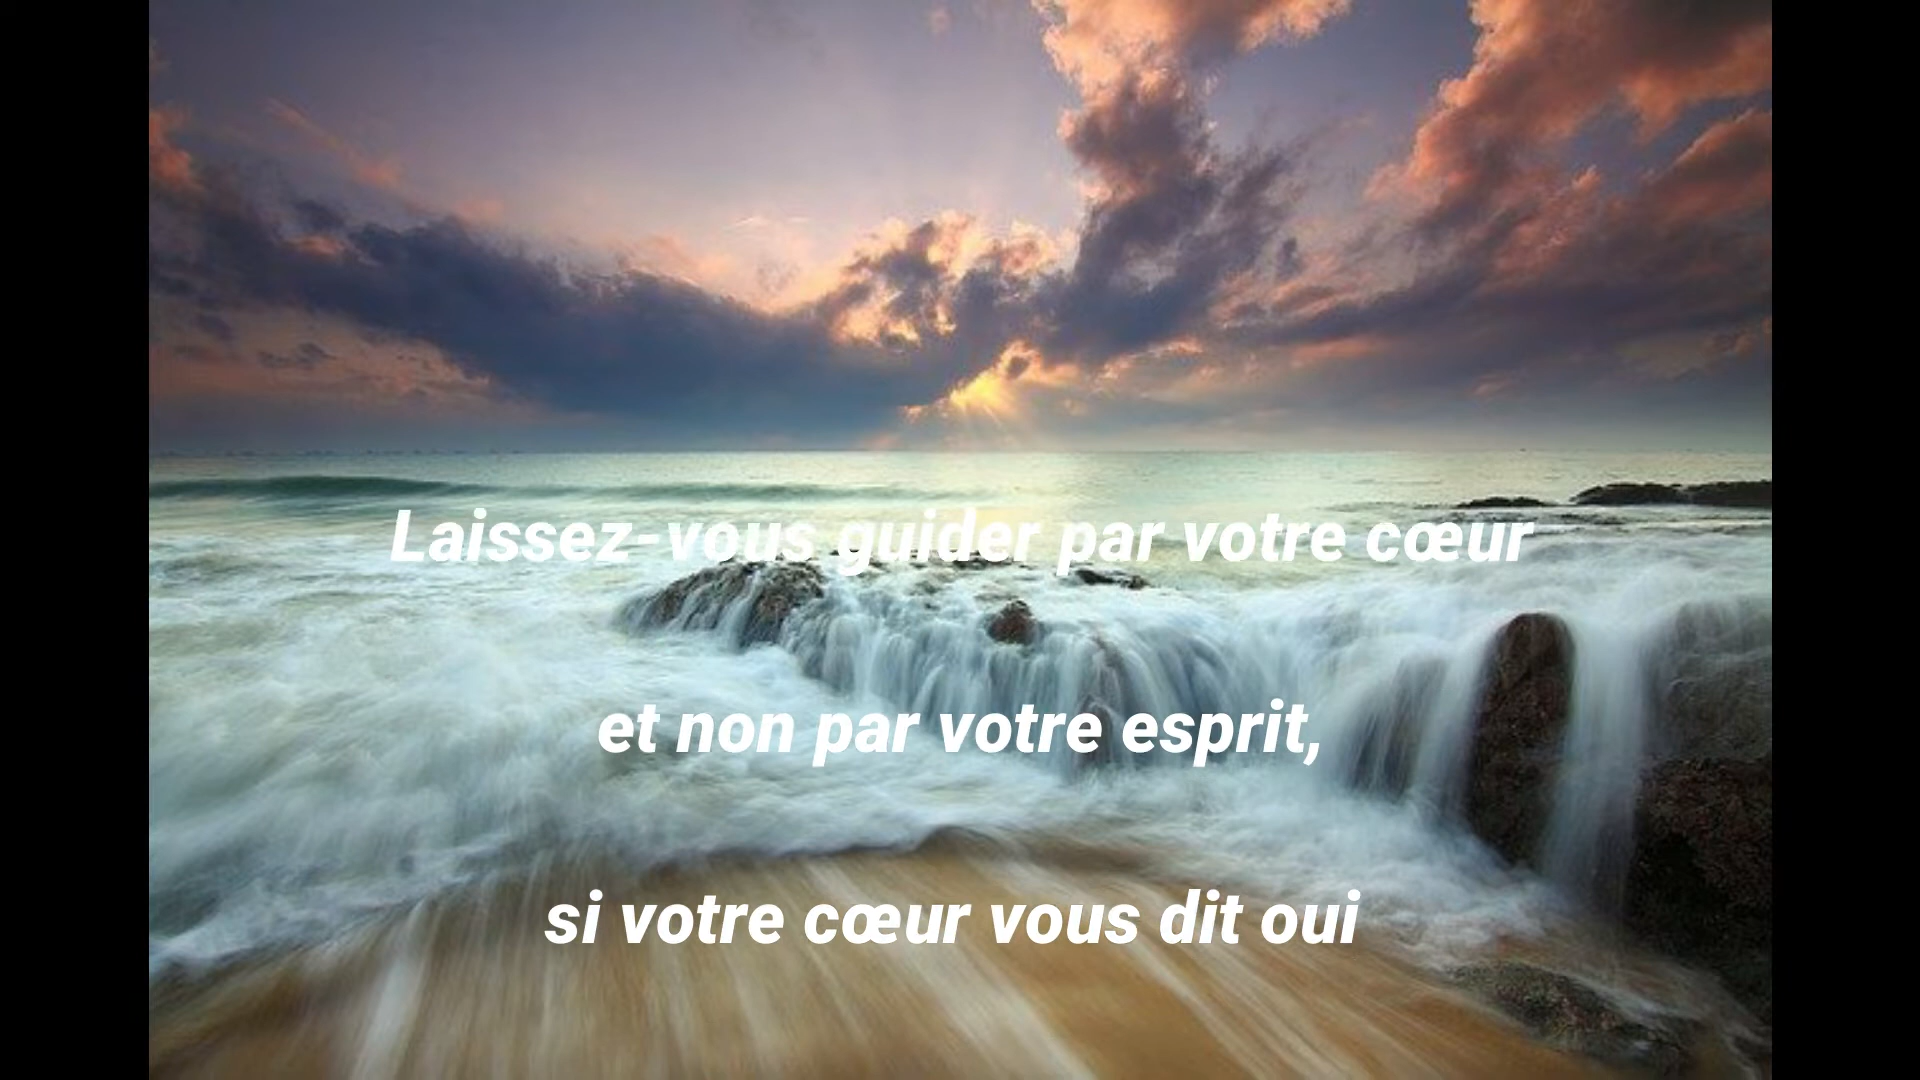 Laissez-vous guider par votre cœur
et non par votre esprit,
si votre cœur vous dit oui